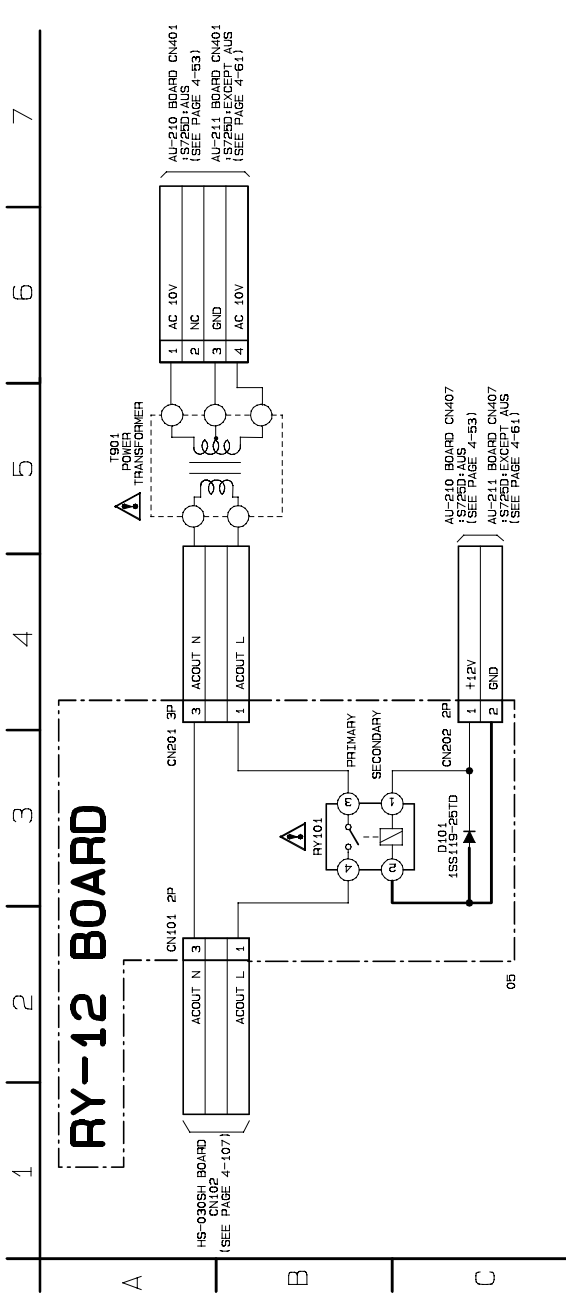 RY-12 BOARD
1
2
3
4
5
6
7
A
B
C
HS-030SH BOARD
CN102
(SEE PAGE 4-107)
CN101 2P
3 ACOUT N
1 ACOUT L
CN201 3P
3 ACOUT N
1 ACOUT L
T901
POWER
TRANSFORMER
1 AC 10V
2 NC
3 GND
4 AC 10V
AU-210 BOARD CN401
:S725D:AUS
(SEE PAGE 4-53)
AU-211 BOARD CN401
:S725D:EXCEPT AUS
(SEE PAGE 4-61)
RY101
PRIMARY
SECONDARY
4
3
2
1
D101
1SS119-25TD
CN202 2P
1 +12V
2 GND
AU-210 BOARD CN407
:S725D:AUS
(SEE PAGE 4-53)
AU-211 BOARD CN407
:S725D:EXCEPT AUS
(SEE PAGE 4-61)
05